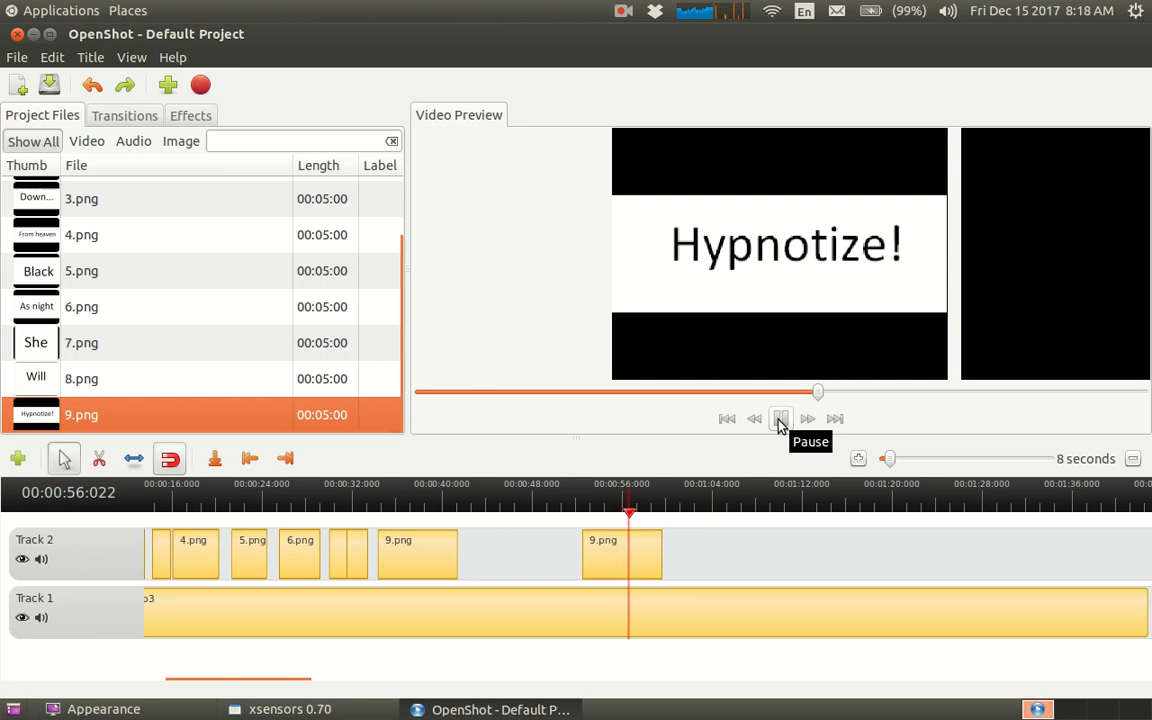 Applications Places
En (99%) Fri Dec 15 2017 8:18 AM
OpenShot - Default Project
File Edit Title View Help
Project Files Transitions Effects
Video Preview
Show All Video Audio Image
Thumb File Length Label
Down... 3.png 00:05:00
From heaven 4.png 00:05:00
Black 5.png 00:05:00
As night 6.png 00:05:00
She 7.png 00:05:00
Will 8.png 00:05:00
Hypnotize! 9.png 00:05:00
Hypnotize!
Pause
8 seconds
00:00:56:022
00:00:16:000 00:00:24:000 00:00:32:000 00:00:40:000 00:00:48:000 00:00:56:000 00:01:04:000 00:01:12:000 00:01:20:000 00:01:28:000 00:01:36:000
Track 2
4.png 5.png 6.png 9.png 9.png
Track 1
Appearance xsensors 0.70 OpenShot - Default P...